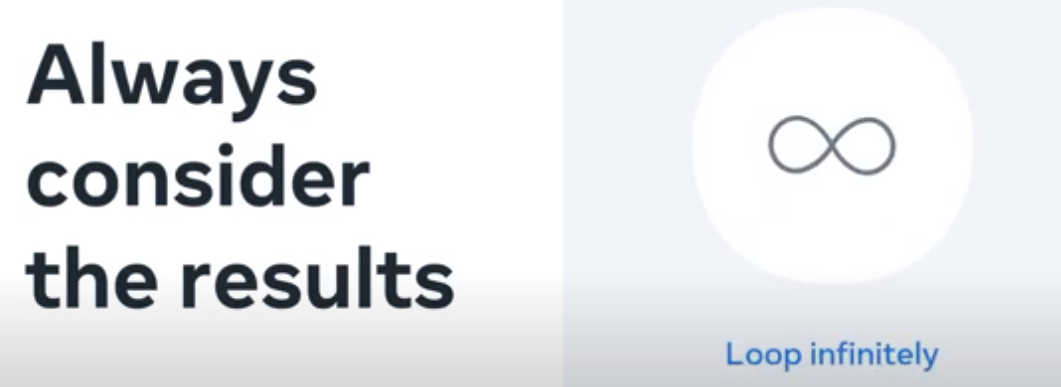 Always
consider
the results
Loop infinitely